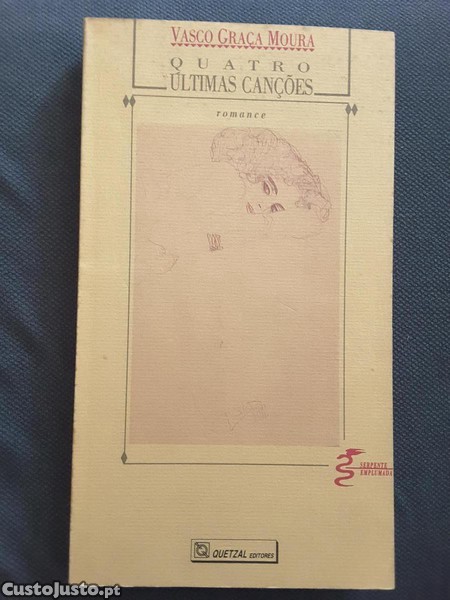 VASCO GRAÇA MOURA
QUATRO
ÚLTIMAS CANÇÕES
romance
SERPENTE
EMPLUMADA
QUETZAL EDITORES
CustoJusto.pt